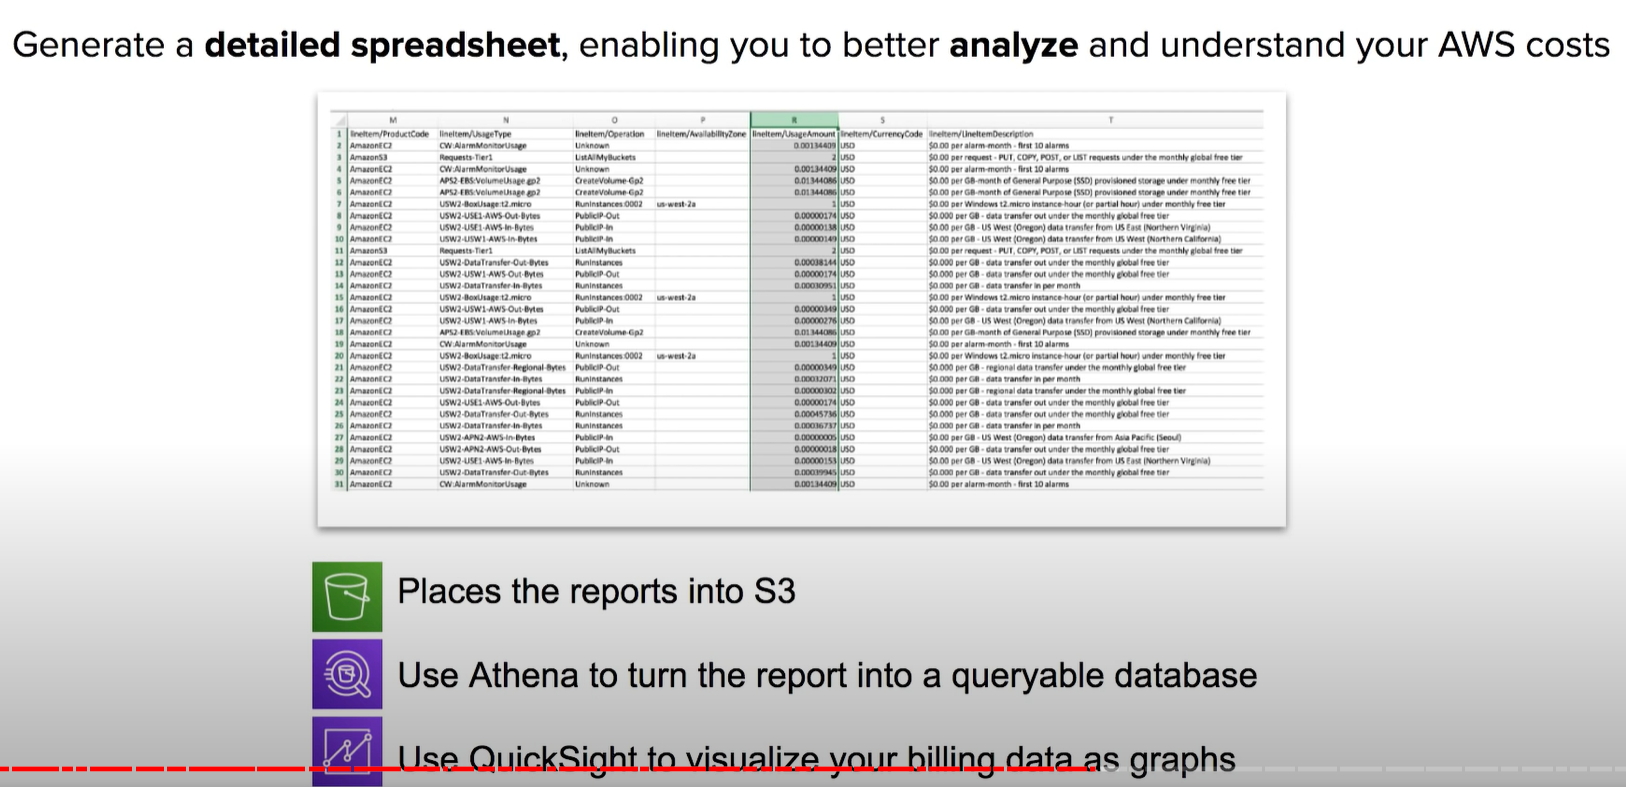 Generate a detailed spreadsheet, enabling you to better analyze and understand your AWS costs
M N O P R S T
1 lineItem/ProductCode lineItem/UsageType lineItem/Operation lineItem/AvailabilityZone lineItem/UsageAmount lineItem/CurrencyCode lineItem/LineItemDescription
2 AmazonEC2 CW:AlarmMonitorUsage Unknown 0.00134409 USD $0.00 per alarm-month - first 10 alarms
3 AmazonS3 Requests-Tier1 ListAllMyBuckets 2 USD $0.00 per request - PUT, COPY, POST, or LIST requests under the monthly global free tier
4 AmazonEC2 CW:AlarmMonitorUsage Unknown 0.00134409 USD $0.00 per alarm-month - first 10 alarms
5 AmazonEC2 APS2-EBS:VolumeUsage.gp2 CreateVolume-Gp2 0.01344086 USD $0.00 per GB-month of General Purpose (SSD) provisioned storage under monthly free tier
6 AmazonEC2 APS2-EBS:VolumeUsage.gp2 CreateVolume-Gp2 0.01344086 USD $0.00 per GB-month of General Purpose (SSD) provisioned storage under monthly free tier
7 AmazonEC2 USW2-BoxUsage:t2.micro RunInstances:0002 us-west-2a 1 USD $0.00 per Windows t2.micro instance-hour (or partial hour) under monthly free tier
8 AmazonEC2 USW2-USE1-AWS-Out-Bytes PublicIP-Out 0.00000174 USD $0.000 per GB - data transfer out under the monthly global free tier
9 AmazonEC2 USW2-USE1-AWS-In-Bytes PublicIP-In 0.00000138 USD $0.00 per GB - US West (Oregon) data transfer from US East (Northern Virginia)
10 AmazonEC2 USW2-USW1-AWS-In-Bytes PublicIP-In 0.00000149 USD $0.00 per GB - US West (Oregon) data transfer from US West (Northern California)
11 AmazonS3 Requests-Tier1 ListAllMyBuckets 2 USD $0.00 per request - PUT, COPY, POST, or LIST requests under the monthly global free tier
12 AmazonEC2 USW2-DataTransfer-Out-Bytes RunInstances 0.00038144 USD $0.000 per GB - data transfer out under the monthly global free tier
13 AmazonEC2 USW2-USW1-AWS-Out-Bytes PublicIP-Out 0.00000174 USD $0.000 per GB - data transfer out under the monthly global free tier
14 AmazonEC2 USW2-DataTransfer-In-Bytes RunInstances 0.00030951 USD $0.000 per GB - data transfer in per month
15 AmazonEC2 USW2-BoxUsage:t2.micro RunInstances:0002 us-west-2a 1 USD $0.00 per Windows t2.micro instance-hour (or partial hour) under monthly free tier
16 AmazonEC2 USW2-USW1-AWS-Out-Bytes PublicIP-Out 0.00000349 USD $0.000 per GB - data transfer out under the monthly global free tier
17 AmazonEC2 USW2-USW1-AWS-In-Bytes PublicIP-In 0.00000276 USD $0.00 per GB - US West (Oregon) data transfer from US West (Northern California)
18 AmazonEC2 APS2-EBS:VolumeUsage.gp2 CreateVolume-Gp2 0.01344086 USD $0.00 per GB-month of General Purpose (SSD) provisioned storage under monthly free tier
19 AmazonEC2 CW:AlarmMonitorUsage Unknown 0.00134409 USD $0.00 per alarm-month - first 10 alarms
20 AmazonEC2 USW2-BoxUsage:t2.micro RunInstances:0002 us-west-2a 1 USD $0.00 per Windows t2.micro instance-hour (or partial hour) under monthly free tier
21 AmazonEC2 USW2-DataTransfer-Regional-Bytes PublicIP-Out 0.00000349 USD $0.000 per GB - regional data transfer under the monthly global free tier
22 AmazonEC2 USW2-DataTransfer-In-Bytes RunInstances 0.00032071 USD $0.000 per GB - data transfer in per month
23 AmazonEC2 USW2-DataTransfer-Regional-Bytes PublicIP-In 0.00000302 USD $0.000 per GB - regional data transfer under the monthly global free tier
24 AmazonEC2 USW2-USE1-AWS-Out-Bytes PublicIP-Out 0.00000174 USD $0.000 per GB - data transfer out under the monthly global free tier
25 AmazonEC2 USW2-DataTransfer-Out-Bytes RunInstances 0.00045736 USD $0.000 per GB - data transfer out under the monthly global free tier
26 AmazonEC2 USW2-DataTransfer-In-Bytes RunInstances 0.00036737 USD $0.000 per GB - data transfer in per month
27 AmazonEC2 USW2-APN2-AWS-In-Bytes PublicIP-In 0.00000005 USD $0.00 per GB - US West (Oregon) data transfer from Asia Pacific (Seoul)
28 AmazonEC2 USW2-APN2-AWS-Out-Bytes PublicIP-Out 0.00000018 USD $0.000 per GB - data transfer out under the monthly global free tier
29 AmazonEC2 USW2-USE1-AWS-In-Bytes PublicIP-In 0.00000153 USD $0.00 per GB - US West (Oregon) data transfer from US East (Northern Virginia)
30 AmazonEC2 USW2-DataTransfer-Out-Bytes RunInstances 0.00039945 USD $0.000 per GB - data transfer out under the monthly global free tier
31 AmazonEC2 CW:AlarmMonitorUsage Unknown 0.00134409 USD $0.00 per alarm-month - first 10 alarms
Places the reports into S3
Use Athena to turn the report into a queryable database
Use QuickSight to visualize your billing data as graphs